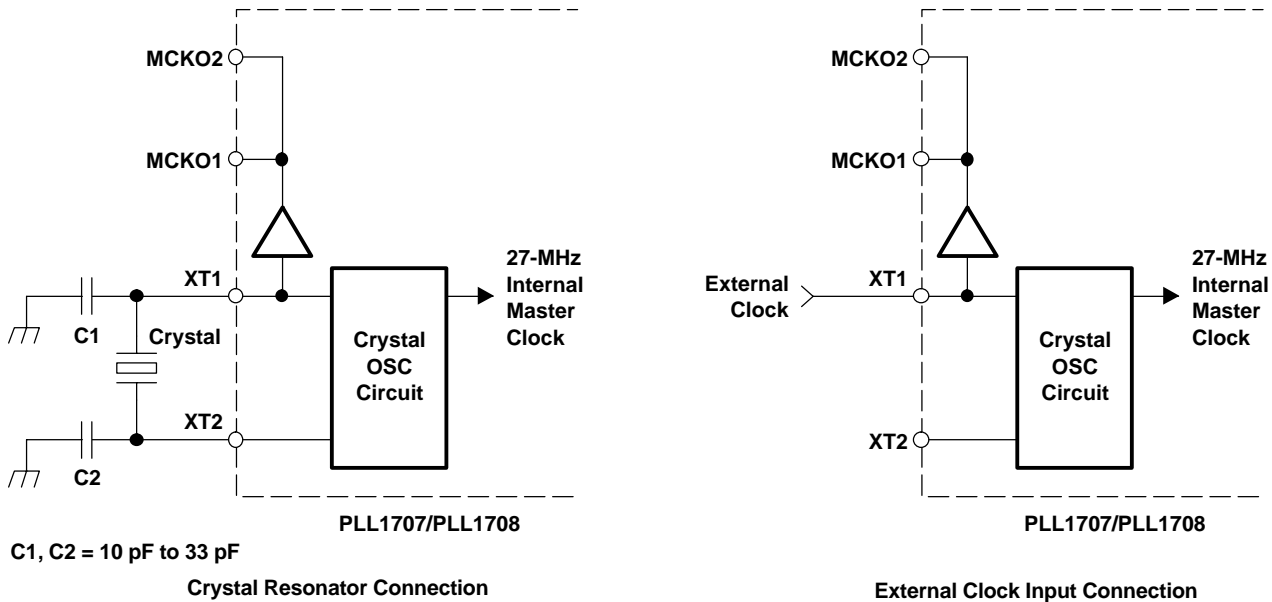 MCKO2
MCKO1
XT1
C1
Crystal
XT2
C2
Crystal
OSC
Circuit
27-MHz
Internal
Master
Clock
PLL1707/PLL1708
C1, C2 = 10 pF to 33 pF
Crystal Resonator Connection
MCKO2
MCKO1
External
Clock
XT1
XT2
Crystal
OSC
Circuit
27-MHz
Internal
Master
Clock
PLL1707/PLL1708
External Clock Input Connection